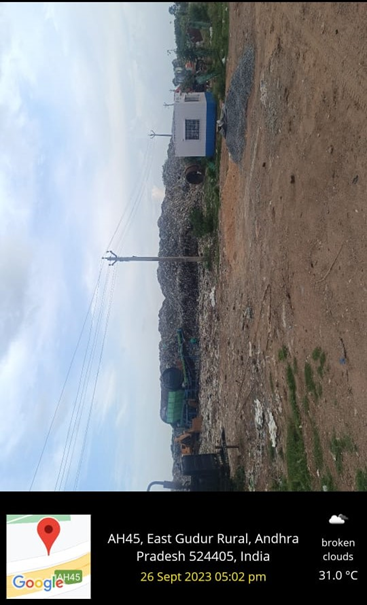 AH45, East Gudur Rural, Andhra
Pradesh 524405, India
26 Sept 2023 05:02 pm
broken
clouds
31.0 °C
Google
AH45